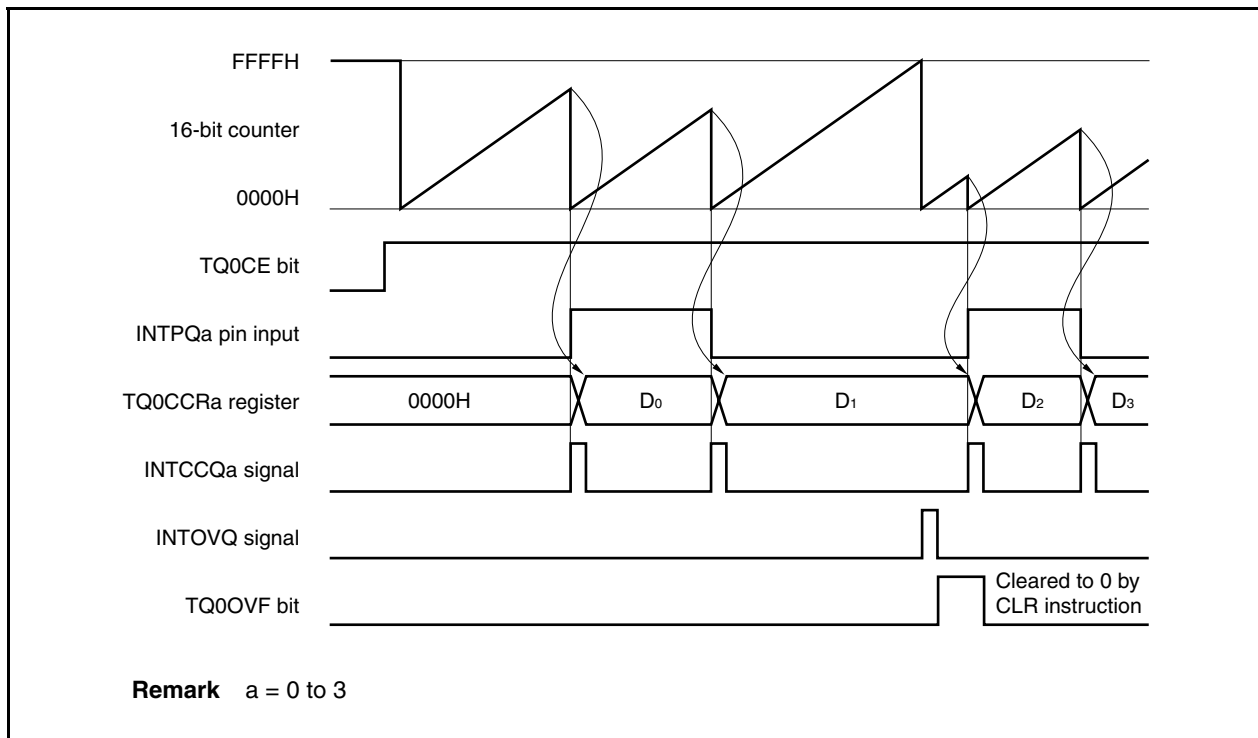 FFFFH
16-bit counter
0000H
TQ0CE bit
INTPQa pin input
TQ0CCRa register
0000H D0 D1 D2 D3
INTCCQa signal
INTOVQ signal
TQ0OVF bit
Cleared to 0 by
CLR instruction
Remark a = 0 to 3